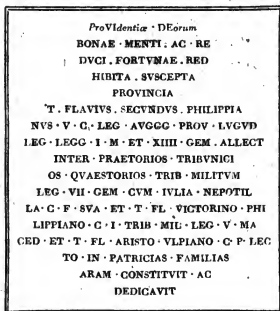 ProVIdentiæ · DEorum
BONAE · MENTI · AC · RE
DVCI · FORTVNAE · RED
HIBITA · SVSCEPTA
PROVINCIA
T · FLAVIVS · SECVNDVS · PHILIPPIA
NVS · V · C · LEG · AVGGG · PROV · LVGVD
LEG · LEGG · I · M · ET · XIIII · GEM · ALLECT
INTER · PRAETORIOS · TRIBVNICI
OS · QVAESTORIOS · TRIB · MILITVM
LEG · VII · GEM · CVM · IVLIA · NEPOTIL
LA · C · F · SVA · ET · T · FL · VICTORINO · PHI
LIPPIANO · C · I · TRIB · MIL · LEG · V · MA
CED · ET · T · FL · ARISTO · VLPIANO · C · P · LEC
TO · IN · PATRICIAS · FAMILIAS
ARAM · CONSTITVIT · AC
DEDICAVIT